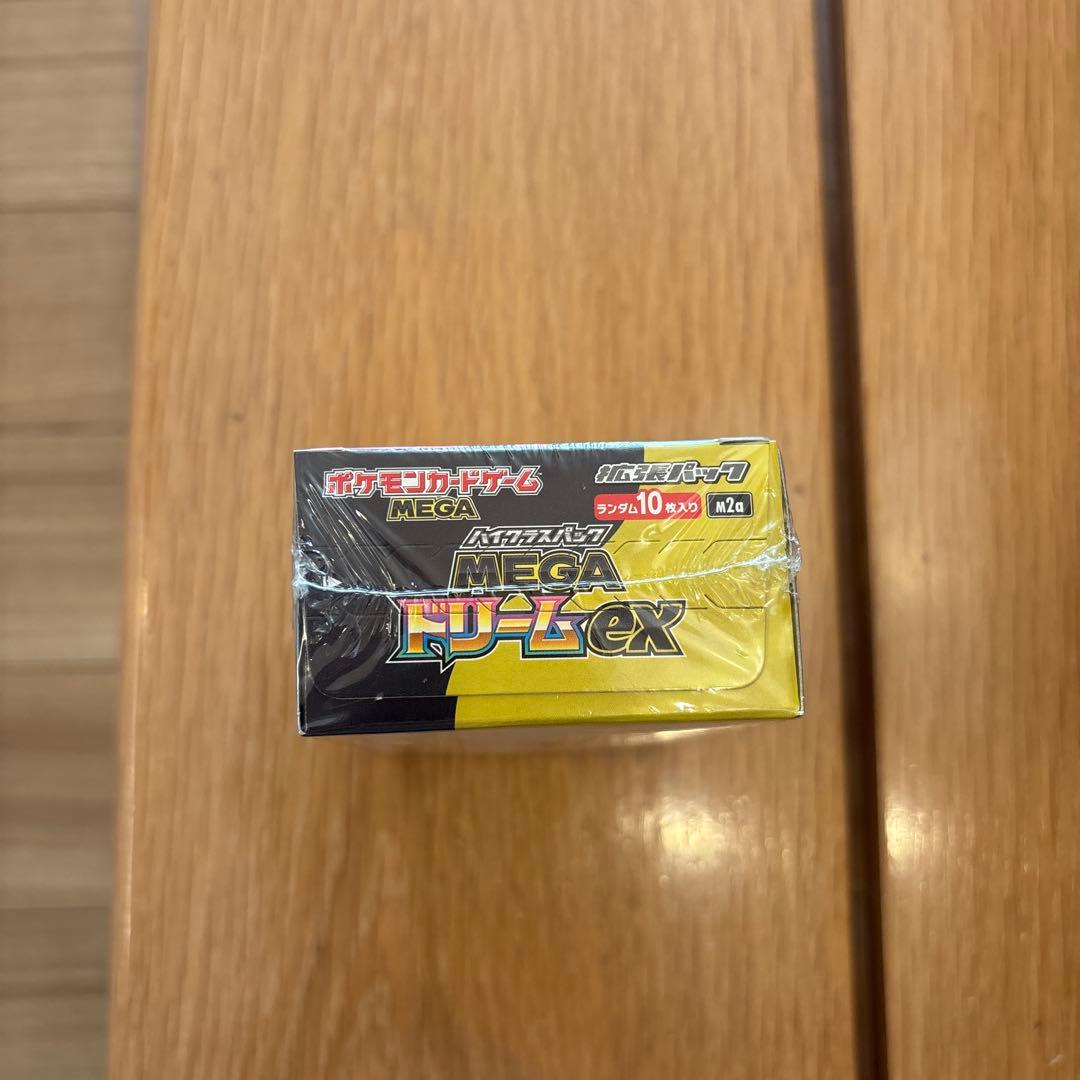 ポケモンカードゲーム
MEGA
拡張パック
ランダム10枚入り
M2a
ハイクラスパック
MEGA
ドリームex